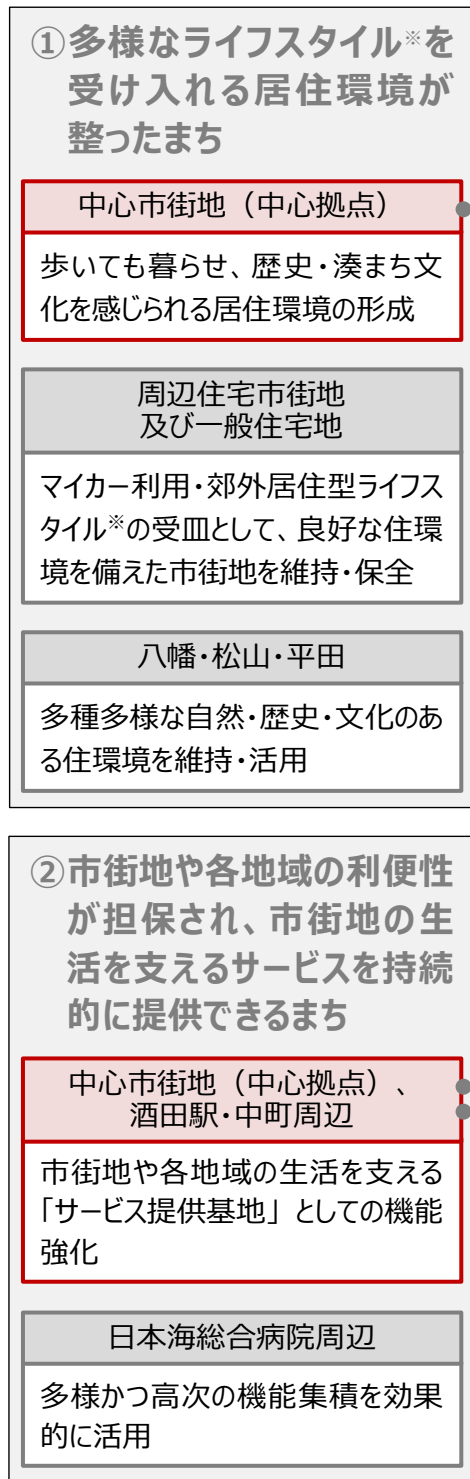 ①多様なライフスタイル※を
受け入れる居住環境が
整ったまち
中心市街地（中心拠点）
歩いても暮らせ、歴史・湊まち文
化を感じられる居住環境の形成
周辺住宅市街地
及び一般住宅地
マイカー利用・郊外居住型ライフス
タイル※の受皿として、良好な住環
境を備えた市街地を維持・保全
八幡・松山・平田
多種多様な自然・歴史・文化のあ
る住環境を維持・活用
②市街地や各地域の利便性
が担保され、市街地の生
活を支えるサービスを持続
的に提供できるまち
中心市街地（中心拠点）、
酒田駅・中町周辺
市街地や各地域の生活を支える
「サービス提供基地」としての機能
強化
日本海総合病院周辺
多様かつ高次の機能集積を効果
的に活用